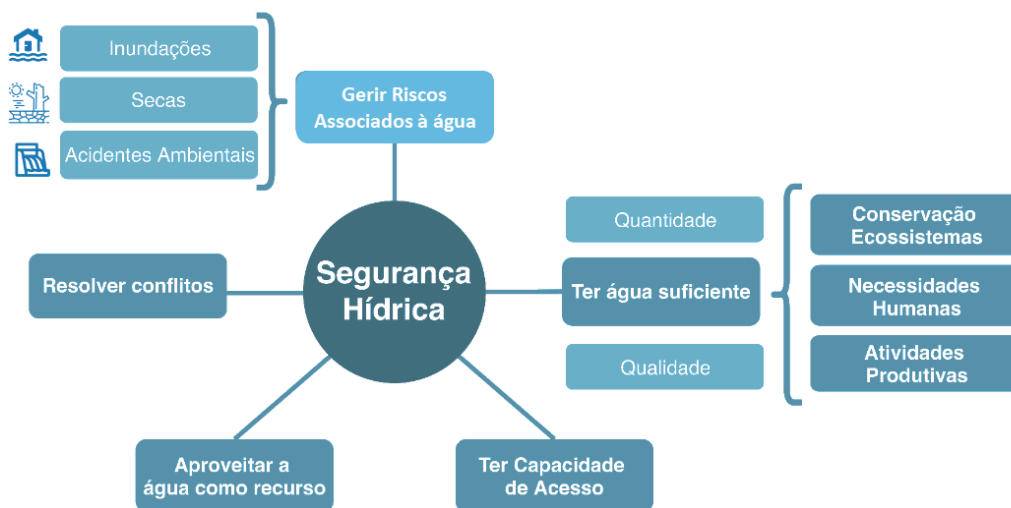 Inundações
Secas
Acidentes Ambientais
Gerir Riscos
Associados à água
Segurança
Hídrica
Resolver conflitos
Quantidade
Ter água suficiente
Qualidade
Conservação
Ecossistemas
Necessidades
Humanas
Atividades
Produtivas
Aproveitar a
água como recurso
Ter Capacidade
de Acesso